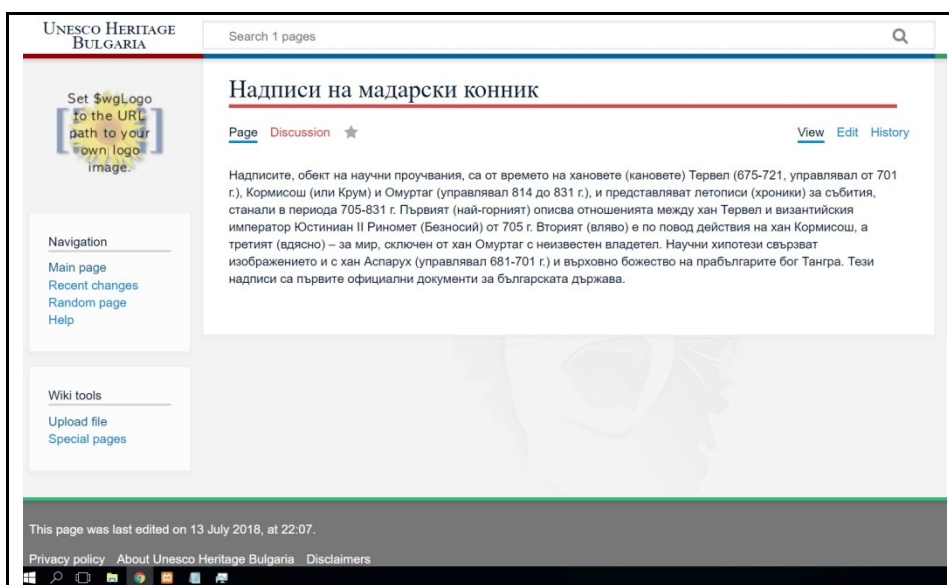 UNESCO HERITAGE
BULGARIA
Search 1 pages
Set $wgLogo
to the URL
path to your
own logo
image.
Надписи на мадарски конник
Page Discussion
View Edit History
Надписите, обект на научни проучвания, са от времето на хановете (кановете) Тервел (675-721, управлявал от 701
г.), Кормисош (или Крум) и Омуртаг (управлявал 814 до 831 г.), и представляват летописи (хроники) за събития,
станали в периода 705-831 г. Първият (най-горният) описва отношенията между хан Тервел и византийския
император Юстиниан II Риномет (Безносий) от 705 г. Вторият (вляво) е по повод действия на хан Кормисош, а
третият (вдясно) – за мир, сключен от хан Омуртаг с неизвестен владетел. Научни хипотези свързват
изображението и с хан Аспарух (управлявал 681-701 г.) и върховно божество на прабългарите бог Тангра. Тези
надписи са първите официални документи за българската държава.
Navigation
Main page
Recent changes
Random page
Help
Wiki tools
Upload file
Special pages
This page was last edited on 13 July 2018, at 22:07.
Privacy policy About Unesco Heritage Bulgaria Disclaimers